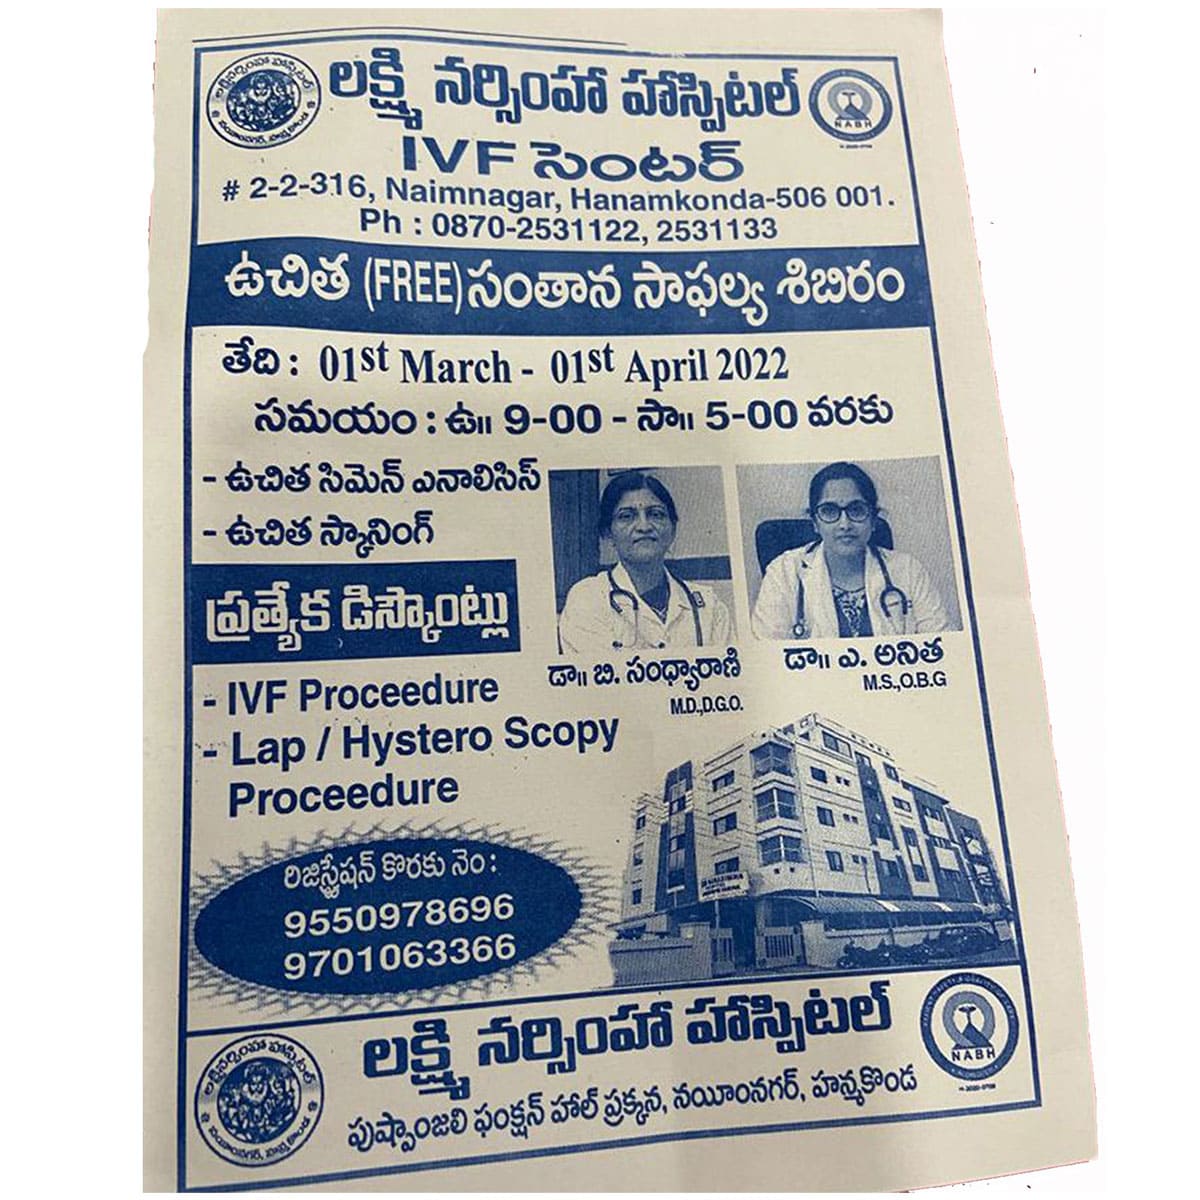 లక్ష్మి నర్సింహా హాస్పిటల్
NABH
IVF సెంటర్
# 2-2-316, Naimnagar, Hanamkonda-506 001.
Ph : 0870-2531122, 2531133
ఉచిత (FREE) సంతాన సాఫల్య శిబిరం
తేది : 01st March - 01st April 2022
సమయం : ఉ॥ 9-00 - సా॥ 5-00 వరకు
- ఉచిత సిమెన్ ఎనాలిసిస్
- ఉచిత స్కానింగ్
ప్రత్యేక డిస్కౌంట్లు
డా॥ బి. సంధ్యారాణి
M.D.,D.G.O.
డా॥ ఎ. అనిత
M.S.,O.B.G
- IVF Proceedure
- Lap / Hystero Scopy
Proceedure
రిజిస్ట్రేషన్ కొరకు నెం :
9550978696
9701063366
లక్ష్మి నర్సింహా హాస్పిటల్
NABH
పుష్పాంజలి ఫంక్షన్ హాల్ ప్రక్కన, నయీంనగర్, హన్మకొండ